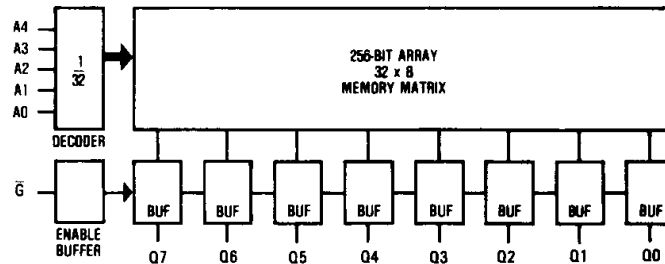 A4
A3
A2
A1
A0
1
32
DECODER
256-BIT ARRAY
32 x 8
MEMORY MATRIX
G̅
ENABLE
BUFFER
BUF BUF BUF BUF BUF BUF BUF BUF
Q7 Q6 Q5 Q4 Q3 Q2 Q1 Q0